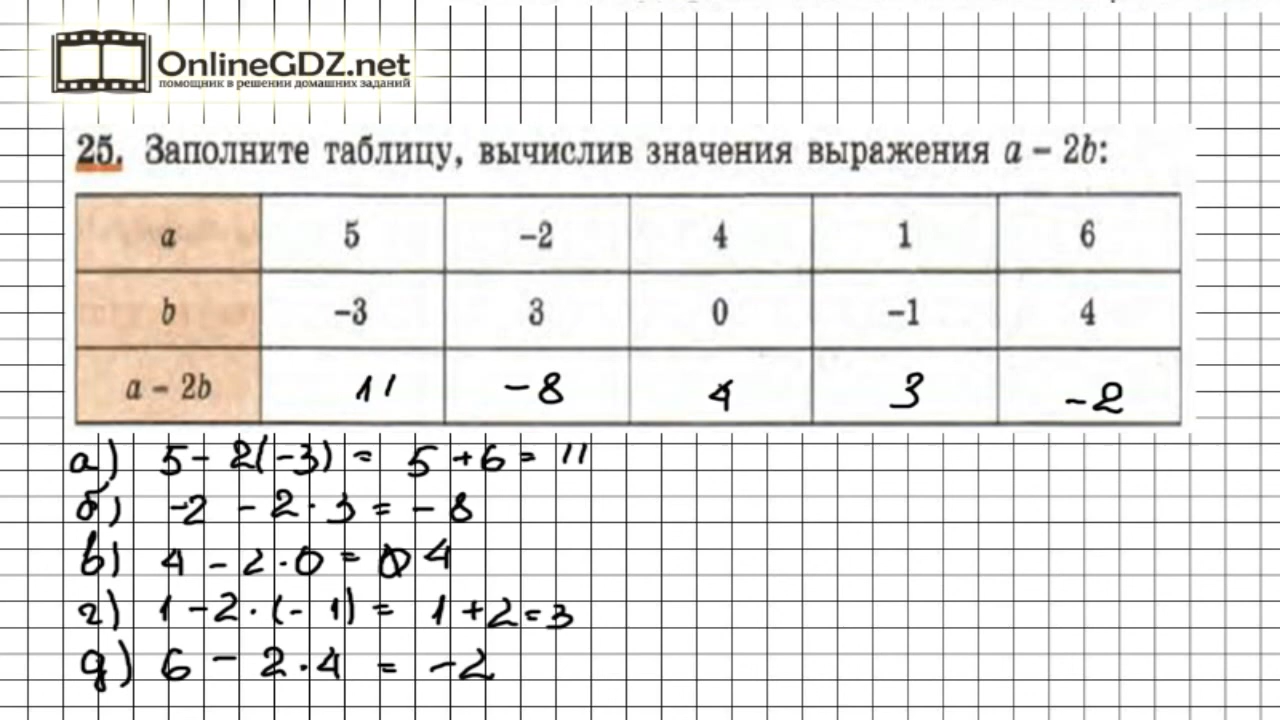 OnlineGDZ.net
помощник в решении домашних заданий
25. Заполните таблицу, вычислив значения выражения a − 2b:
a 5 −2 4 1 6
b −3 3 0 −1 4
a − 2b 11 −8 4 3 −2
а) 5 − 2(−3) = 5 + 6 = 11
б) −2 − 2 · 3 = −8
в) 4 − 2 · 0 = 4
г) 1 − 2 · (−1) = 1 + 2 = 3
д) 6 − 2 · 4 = −2